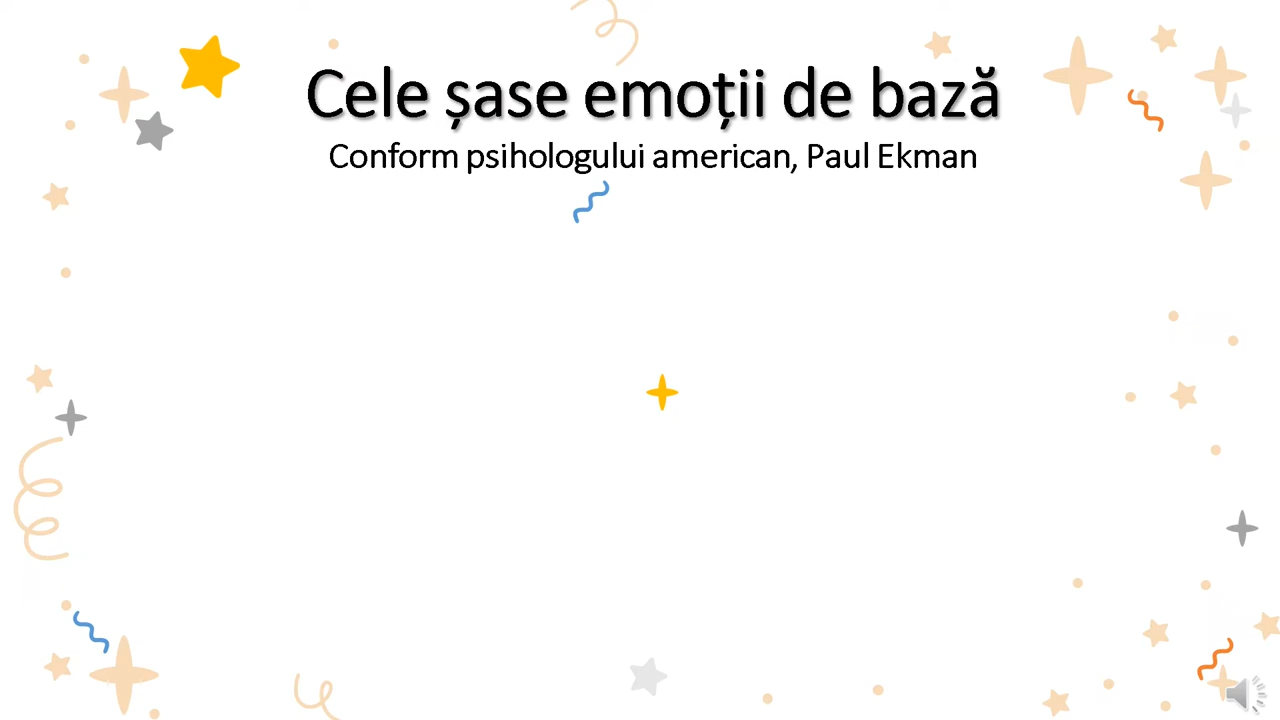 Cele șase emoții de bază
Conform psihologului american, Paul Ekman